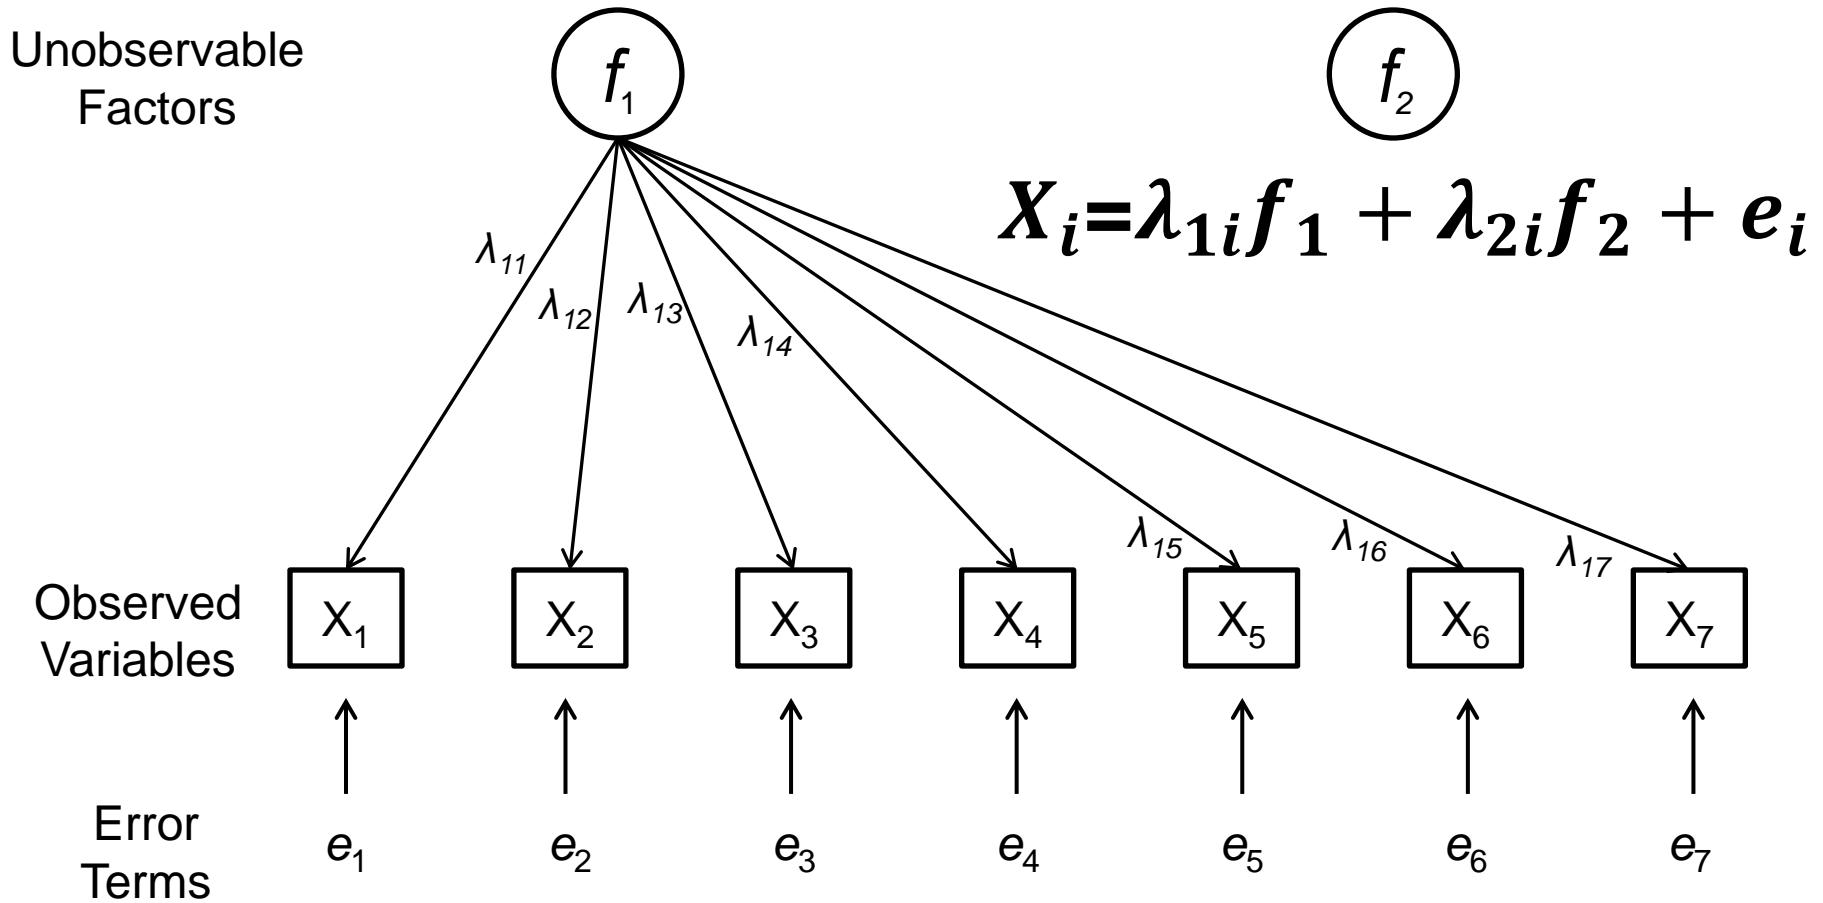 Unobservable
Factors
f₁
f₂
Xᵢ=λ₁ᵢf₁ + λ₂ᵢf₂ + eᵢ
λ₁₁
λ₁₂
λ₁₃
λ₁₄
λ₁₅
λ₁₆
λ₁₇
Observed
Variables
X₁
X₂
X₃
X₄
X₅
X₆
X₇
Error
Terms
e₁
e₂
e₃
e₄
e₅
e₆
e₇